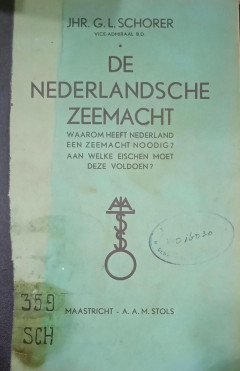 JHR. G. L. SCHORER
VICE-ADMIRAAL B.D.
DE
NEDERLANDSCHE
ZEEMACHT
WAAROM HEEFT NEDERLAND
EEN ZEEMACHT NOODIG?
AAN WELKE EISCHEN MOET
DEZE VOLDOEN?
359
SCH
MAASTRICHT - A. A. M. STOLS